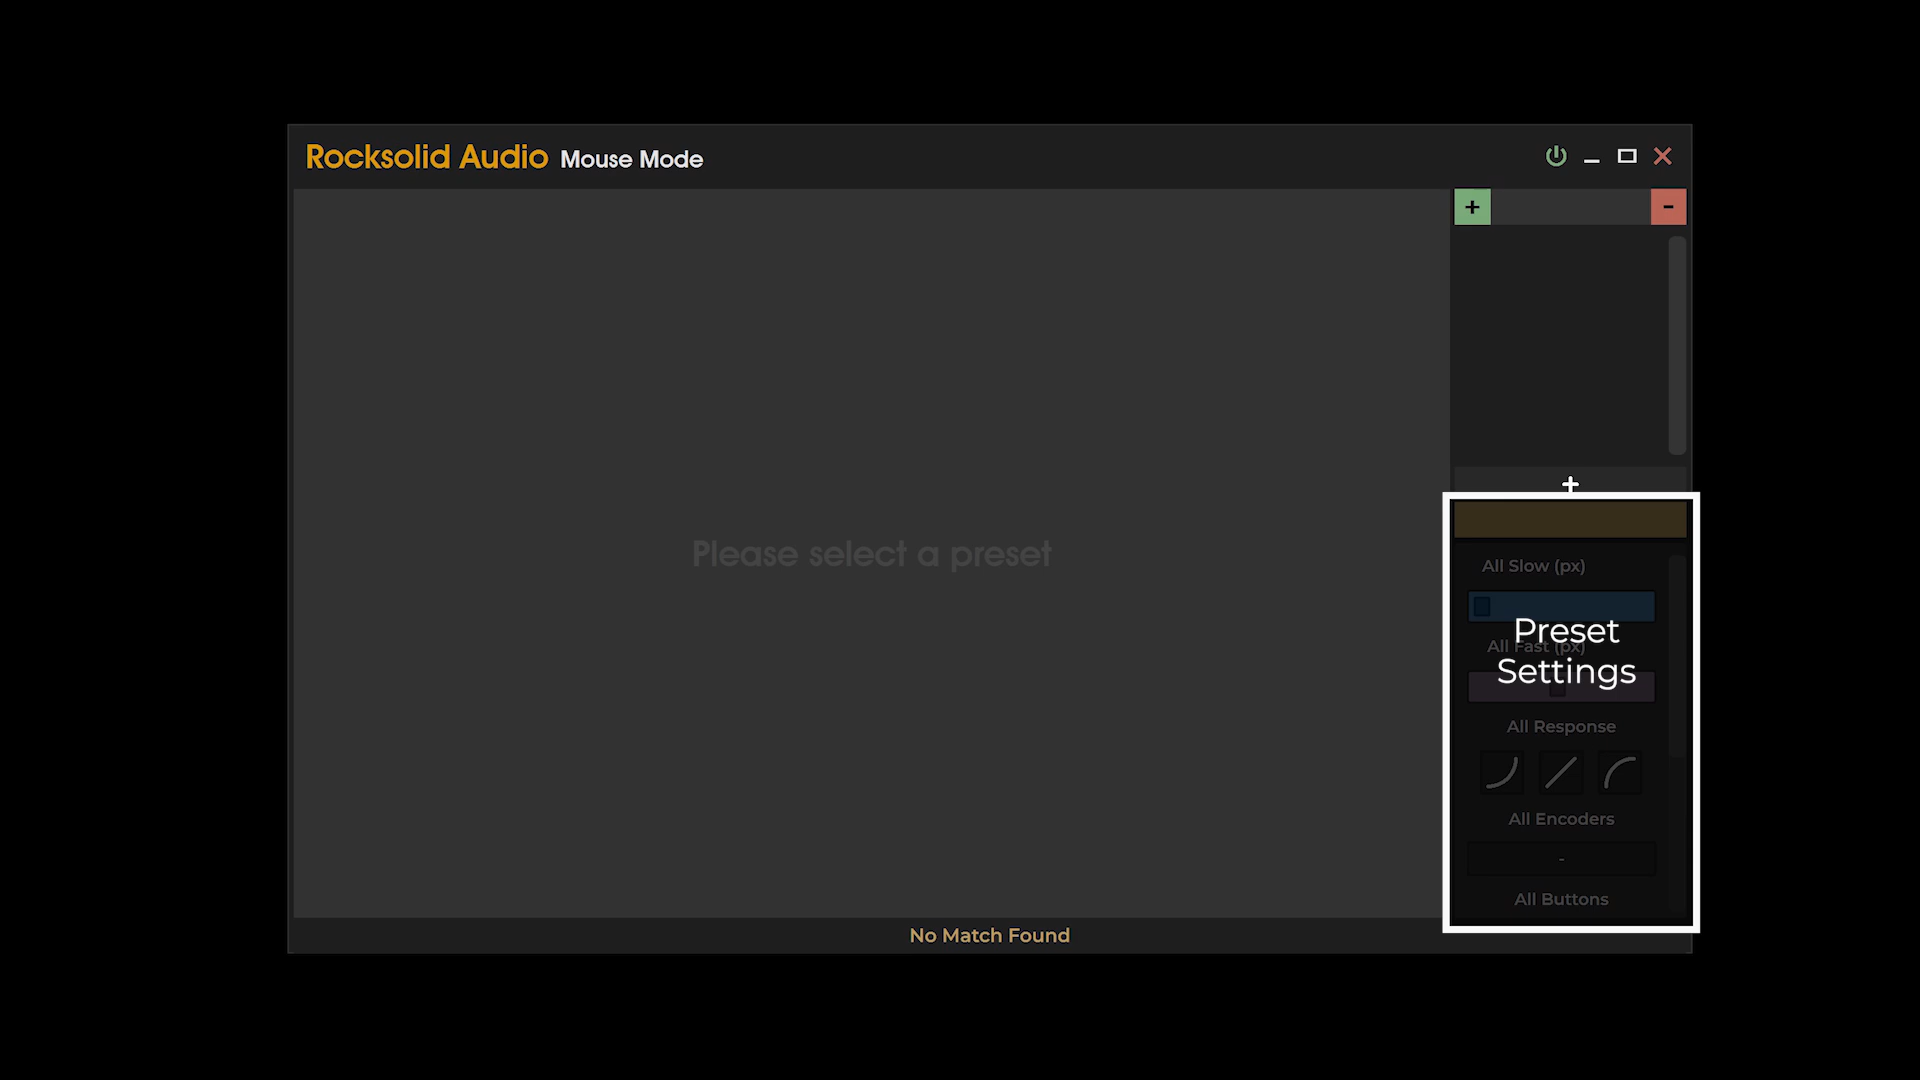 Rocksolid Audio Mouse Mode
+
-
+
Please select a preset
All Slow (px)
Preset
All Fast (px)
Settings
All Response
All Encoders
-
All Buttons
No Match Found